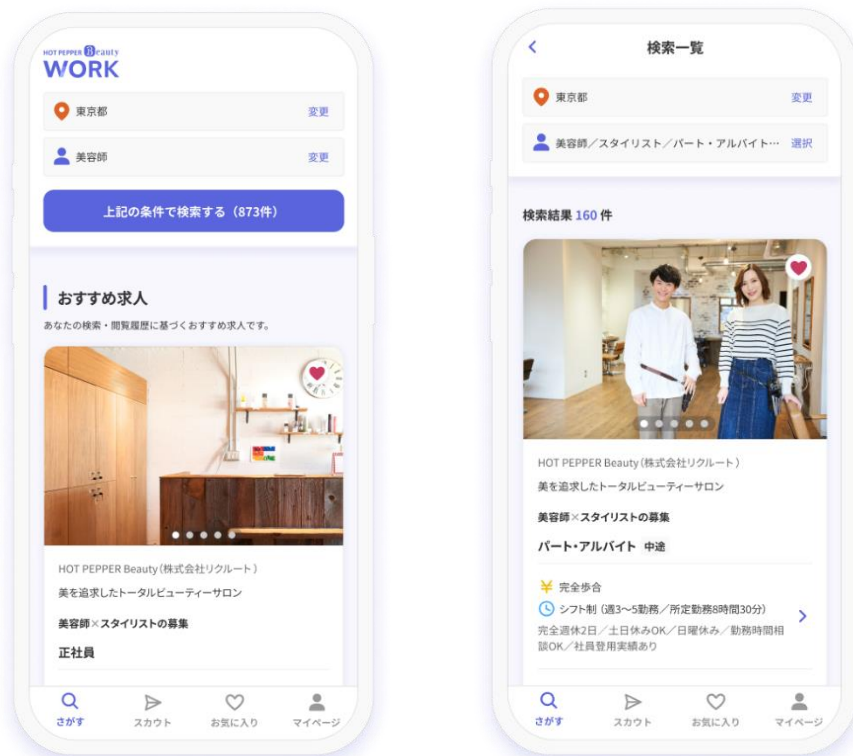 HOT PEPPER Beauty
WORK
東京都
変更
美容師
変更
上記の条件で検索する（873件）
おすすめ求人
あなたの検索・閲覧履歴に基づくおすすめ求人です。
HOT PEPPER Beauty（株式会社リクルート）
美を追求したトータルビューティーサロン
美容師×スタイリストの募集
正社員
さがす
スカウト
お気に入り
マイページ
検索一覧
東京都
変更
美容師／スタイリスト／パート・アルバイト…
選択
検索結果 160 件
HOT PEPPER Beauty（株式会社リクルート）
美を追求したトータルビューティーサロン
美容師×スタイリストの募集
パート・アルバイト 中途
完全歩合
シフト制（週3〜5勤務／所定勤務8時間30分）
完全週休2日／土日休みOK／日曜休み／勤務時間相
談OK／社員登用実績あり
さがす
スカウト
お気に入り
マイページ